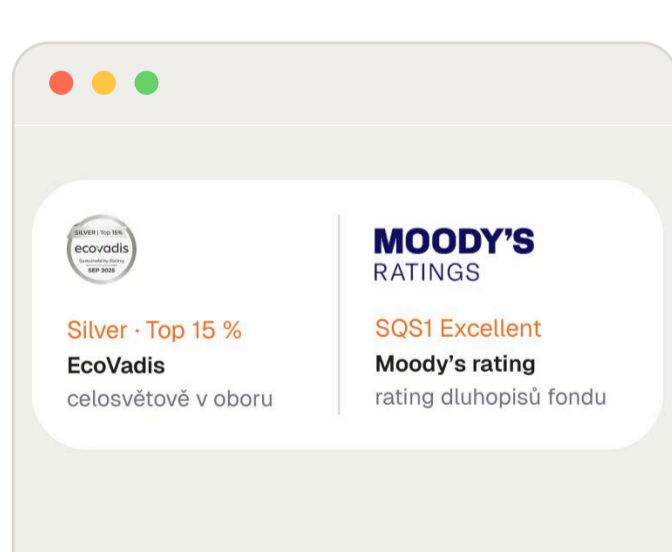 SILVER | Top 15%
ecovadis
Sustainability Rating
SEP 2025
Silver · Top 15 %
EcoVadis
celosvětově v oboru
MOODY'S
RATINGS
SQS1 Excellent
Moody's rating
rating dluhopisů fondu